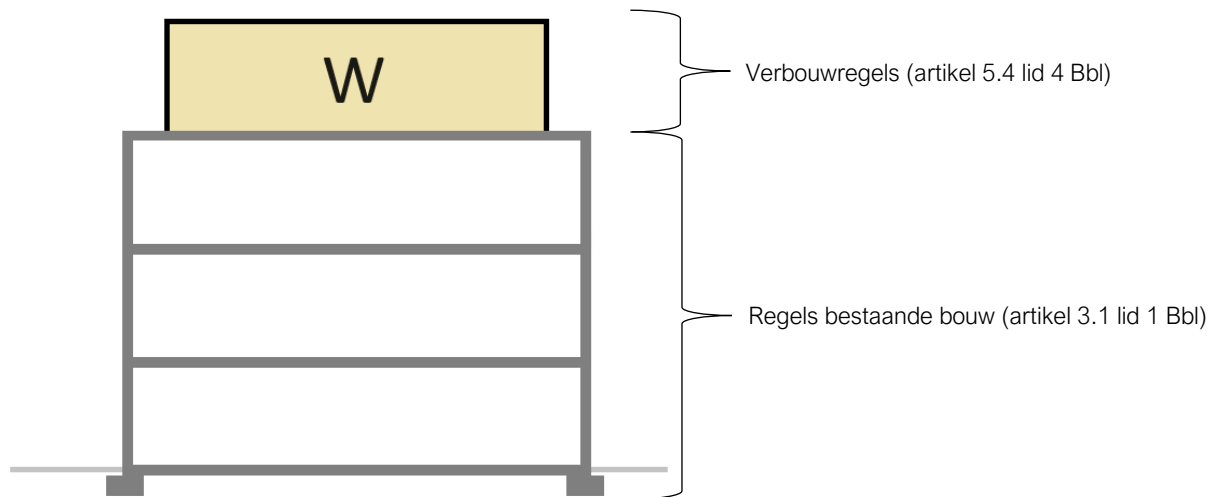 W
Verbouwregels (artikel 5.4 lid 4 Bbl)
Regels bestaande bouw (artikel 3.1 lid 1 Bbl)